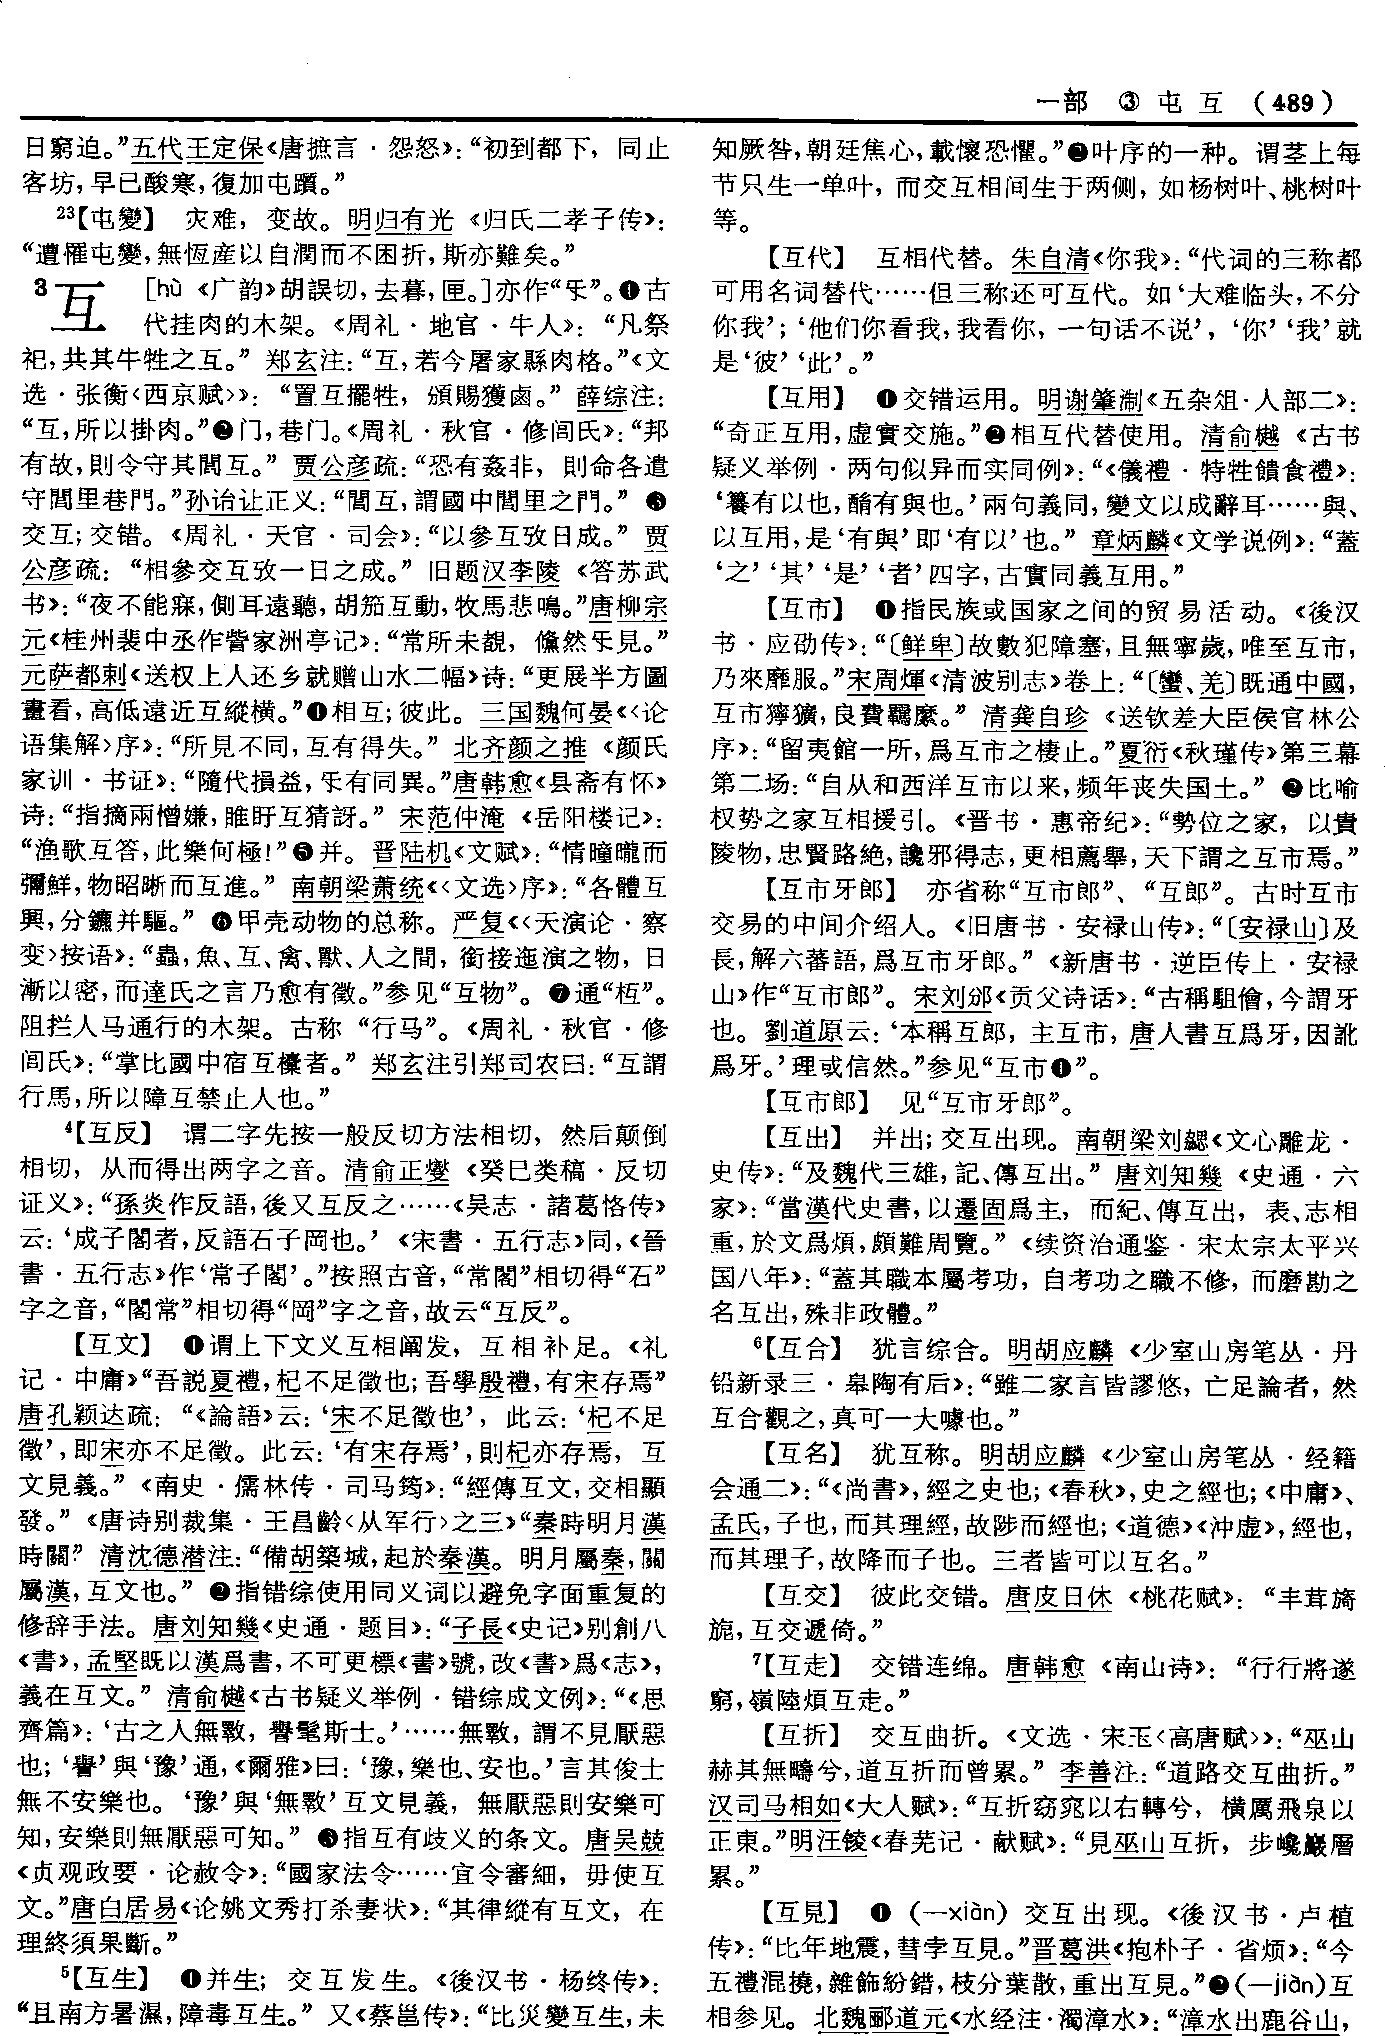 一部 ③ 屯 互 (489)
日窮迫。”五代王定保《唐摭言·怨怒》:“初到都下,同止
客坊,早已酸寒,復加屯躓。”
23【屯變】 灾难,变故。明归有光《归氏二孝子传》:
“遭罹屯變,無恆産以自潤而不困折,斯亦難矣。”
3互 [hù 《广韵》胡誤切,去暮,匣。]亦作“㸦”。❶古
代挂肉的木架。《周礼·地官·牛人》:“凡祭
祀,共其牛牲之互。”郑玄注:“互,若今屠家縣肉格。”《文
选·张衡〈西京赋〉》:“置互擺牲,頒賜獲鹵。”薛综注:
“互,所以掛肉。”❷门,巷门。《周礼·秋官·修闾氏》:“邦
有故,則令守其閭互。”贾公彦疏:“恐有姦非,則命各遣
守閭里巷門。”孙诒让正义:“閭互,謂國中閭里之門。”❸
交互;交错。《周礼·天官·司会》:“以參互攷日成。”贾
公彦疏:“相參交互攷一日之成。”旧题汉李陵《答苏武
书》:“夜不能寐,側耳遠聽,胡笳互動,牧馬悲鳴。”唐柳宗
元《桂州裴中丞作訾家洲亭记》:“常所未覩,儵然㸦見。”
元萨都剌《送权上人还乡就赠山水二幅》诗:“更展半方圖
畫看,高低遠近互縱横。”❹相互;彼此。三国魏何晏《〈论
语集解〉序》:“所見不同,互有得失。”北齐颜之推《颜氏
家训·书证》:“隨代損益,㸦有同異。”唐韩愈《县斋有怀》
诗:“指摘兩憎嫌,睢盱互猜訝。”宋范仲淹《岳阳楼记》:
“渔歌互答,此樂何極!”❺并。晋陆机《文赋》:“情曈曨而
彌鮮,物昭晰而互進。”南朝梁萧统《〈文选〉序》:“各體互
興,分鑣并驅。”❻甲壳动物的总称。严复《〈天演论·察
变〉按语》:“蟲,魚、互、禽、獸、人之間,銜接迤演之物,日
漸以密,而達氏之言乃愈有徵。”参见“互物”。❼通“枑”。
阻拦人马通行的木架。古称“行马”。《周礼·秋官·修
闾氏》:“掌比國中宿互欜者。”郑玄注引郑司农曰:“互謂
行馬,所以障互禁止人也。”
4【互反】 谓二字先按一般反切方法相切,然后颠倒
相切,从而得出两字之音。清俞正燮《癸巳类稿·反切
证义》:“孫炎作反語,後又互反之……《吴志·諸葛恪传》
云:‘成子閣者,反語石子岡也。’《宋書·五行志》同,《晉
書·五行志》作‘常子閣’。”按照古音,“常閣”相切得“石”
字之音,“閣常”相切得“岡”字之音,故云“互反”。
【互文】 ❶谓上下文义互相阐发,互相补足。《礼
记·中庸》“吾説夏禮,杞不足徵也;吾學殷禮,有宋存焉”
唐孔颖达疏:“《論語》云:‘宋不足徵也’,此云:‘杞不足
徵’,即宋亦不足徵。此云:‘有宋存焉’,則杞亦存焉,互
文見義。”《南史·儒林传·司马筠》:“經傳互文,交相顯
發。”《唐诗别裁集·王昌龄〈从军行〉之三》“秦時明月漢
時關”清沈德潜注:“備胡築城,起於秦漢。明月屬秦,關
屬漢,互文也。”❷指错综使用同义词以避免字面重复的
修辞手法。唐刘知幾《史通·题目》:“子長《史记》别創八
《書》,孟堅既以漢爲書,不可更標《書》號,改《書》爲《志》,
義在互文。”清俞樾《古书疑义举例·错综成文例》:“《思
齊篇》:‘古之人無斁,譽髦斯士。’……無斁,謂不見厭惡
也;‘譽’與‘豫’通,《爾雅》曰:‘豫,樂也、安也。’言其俊士
無不安樂也。‘豫’與‘無斁’互文見義,無厭惡則安樂可
知,安樂則無厭惡可知。”❸指互有歧义的条文。唐吴兢
《贞观政要·论赦令》:“國家法令……宜令審細,毋使互
文。”唐白居易《论姚文秀打杀妻状》:“其律縱有互文,在
理終須果斷。”
5【互生】 ❶并生;交互发生。《後汉书·杨终传》:
“且南方暑濕,障毒互生。”又《蔡邕传》:“比災變互生,未
知厥咎,朝廷焦心,載懷恐懼。”❷叶序的一种。谓茎上每
节只生一单叶,而交互相间生于两侧,如杨树叶、桃树叶
等。
【互代】 互相代替。朱自清《你我》:“代词的三称都
可用名词替代……但三称还可互代。如‘大难临头,不分
你我’;‘他们你看我,我看你,一句话不说’,‘你’‘我’就
是‘彼’‘此’。”
【互用】 ❶交错运用。明谢肇淛《五杂俎·人部二》:
“奇正互用,虚實交施。”❷相互代替使用。清俞樾《古书
疑义举例·两句似异而实同例》:“《儀禮·特牲饋食禮》:
‘籑有以也,酳有與也。’兩句義同,變文以成辭耳……與、
以互用,是‘有與’即‘有以’也。”章炳麟《文学说例》:“蓋
‘之’‘其’‘是’‘者’四字,古實同義互用。”
【互市】 ❶指民族或国家之间的贸易活动。《後汉
书·应劭传》:“〔鲜卑〕故數犯障塞,且無寧歲,唯至互市,
乃來靡服。”宋周煇《清波别志》卷上:“〔蠻、羌〕既通中國,
互市獰獷,良費羈縻。”清龚自珍《送钦差大臣侯官林公
序》:“留夷館一所,爲互市之棲止。”夏衍《秋瑾传》第三幕
第二场:“自从和西洋互市以来,频年丧失国土。”❷比喻
权势之家互相援引。《晋书·惠帝纪》:“勢位之家,以貴
陵物,忠賢路絶,讒邪得志,更相薦舉,天下謂之互市焉。”
【互市牙郎】 亦省称“互市郎”、“互郎”。古时互市
交易的中间介绍人。《旧唐书·安禄山传》:“〔安禄山〕及
長,解六蕃語,爲互市牙郎。”《新唐书·逆臣传上·安禄
山》作“互市郎”。宋刘邠《贡父诗话》:“古稱駔儈,今謂牙
也。劉道原云:‘本稱互郎,主互市,唐人書互爲牙,因訛
爲牙。’理或信然。”参见“互市❶”。
【互市郎】 见“互市牙郎”。
【互出】 并出;交互出现。南朝梁刘勰《文心雕龙·
史传》:“及魏代三雄,記、傳互出。”唐刘知幾《史通·六
家》:“當漢代史書,以遷固爲主,而紀、傳互出,表、志相
重,於文爲煩,頗難周覽。”《续资治通鉴·宋太宗太平兴
国八年》:“蓋其職本屬考功,自考功之職不修,而磨勘之
名互出,殊非政體。”
6【互合】 犹言综合。明胡应麟《少室山房笔丛·丹
铅新录三·皋陶有后》:“雖二家言皆謬悠,亡足論者,然
互合觀之,真可一大噱也。”
【互名】 犹互称。明胡应麟《少室山房笔丛·经籍
会通二》:“《尚書》,經之史也;《春秋》,史之經也;《中庸》、
孟氏,子也,而其理經,故陟而經也;《道德》《沖虚》,經也,
而其理子,故降而子也。三者皆可以互名。”
【互交】 彼此交错。唐皮日休《桃花赋》:“丰茸旖
旎,互交遞倚。”
7【互走】 交错连绵。唐韩愈《南山诗》:“行行將遂
窮,嶺陸煩互走。”
【互折】 交互曲折。《文选·宋玉〈高唐赋〉》:“巫山
赫其無疇兮,道互折而曾累。”李善注:“道路交互曲折。”
汉司马相如《大人赋》:“互折窈窕以右轉兮,横厲飛泉以
正東。”明汪錂《春芜记·献赋》:“見巫山互折,步巉巖層
累。”
【互見】 ❶(—xiàn)交互出现。《後汉书·卢植
传》:“比年地震,彗孛互見。”晋葛洪《抱朴子·省烦》:“今
五禮混撓,雜飾紛錯,枝分葉散,重出互見。”❷(—jiàn)互
相参见。北魏郦道元《水经注·濁漳水》:“漳水出鹿谷山,